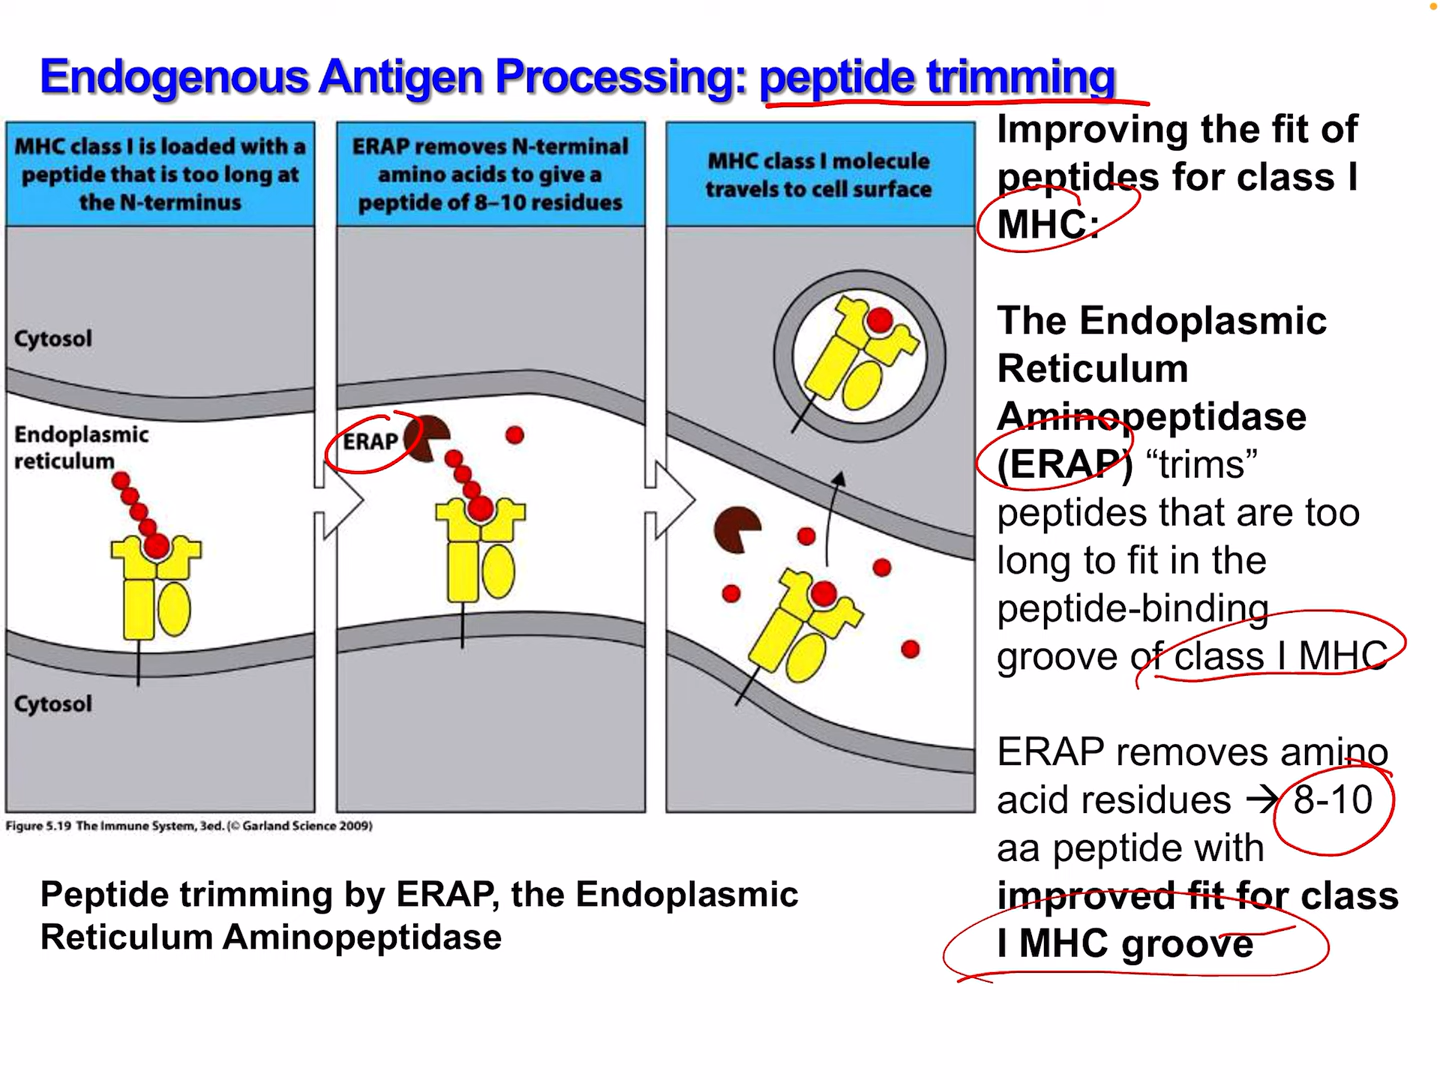 Endogenous Antigen Processing: peptide trimming
MHC class I is loaded with a
peptide that is too long at
the N-terminus
ERAP removes N-terminal
amino acids to give a
peptide of 8–10 residues
MHC class I molecule
travels to cell surface
Cytosol
Endoplasmic
reticulum
Cytosol
ERAP
Figure 5.19 The Immune System, 3ed. (© Garland Science 2009)
Peptide trimming by ERAP, the Endoplasmic
Reticulum Aminopeptidase
Improving the fit of
peptides for class I
MHC:
The Endoplasmic
Reticulum
Aminopeptidase
(ERAP) “trims”
peptides that are too
long to fit in the
peptide-binding
groove of class I MHC
ERAP removes amino
acid residues → 8-10
aa peptide with
improved fit for class
I MHC groove